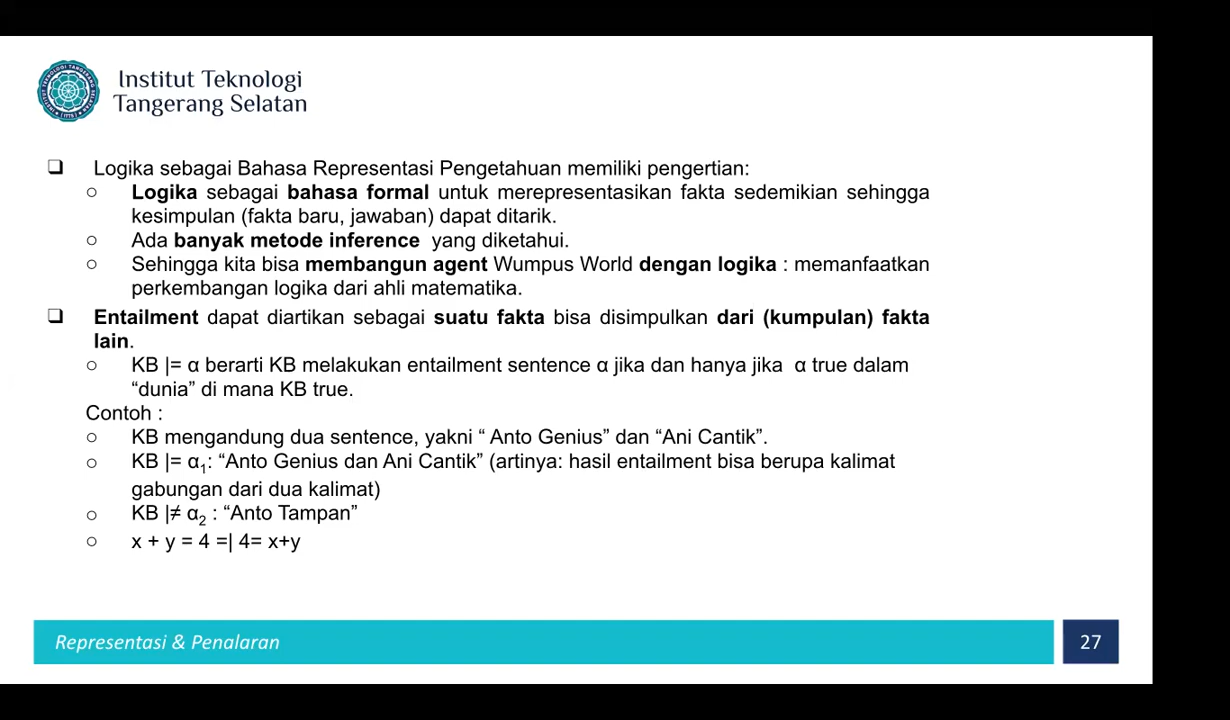 Institut Teknologi
Tangerang Selatan
❑ Logika sebagai Bahasa Representasi Pengetahuan memiliki pengertian:
○ Logika sebagai bahasa formal untuk merepresentasikan fakta sedemikian sehingga
kesimpulan (fakta baru, jawaban) dapat ditarik.
○ Ada banyak metode inference yang diketahui.
○ Sehingga kita bisa membangun agent Wumpus World dengan logika : memanfaatkan
perkembangan logika dari ahli matematika.
❑ Entailment dapat diartikan sebagai suatu fakta bisa disimpulkan dari (kumpulan) fakta
lain.
○ KB |= α berarti KB melakukan entailment sentence α jika dan hanya jika α true dalam
“dunia” di mana KB true.
Contoh :
○ KB mengandung dua sentence, yakni “ Anto Genius” dan “Ani Cantik”.
○ KB |= α₁: “Anto Genius dan Ani Cantik” (artinya: hasil entailment bisa berupa kalimat
gabungan dari dua kalimat)
○ KB |≠ α₂ : “Anto Tampan”
○ x + y = 4 =| 4= x+y
Representasi & Penalaran
27